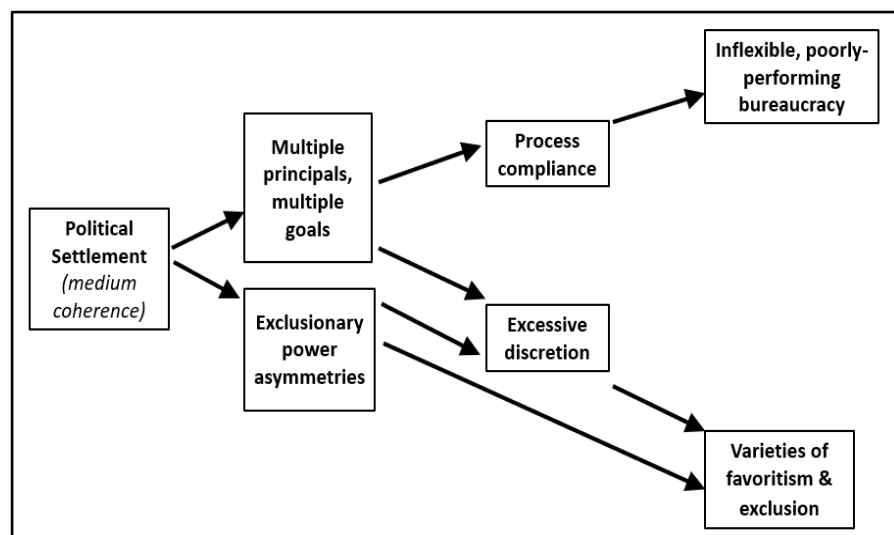 Political
Settlement
(medium
coherence)
Multiple
principals,
multiple
goals
Exclusionary
power
asymmetries
Process
compliance
Excessive
discretion
Inflexible, poorly-
performing
bureaucracy
Varieties of
favoritism &
exclusion